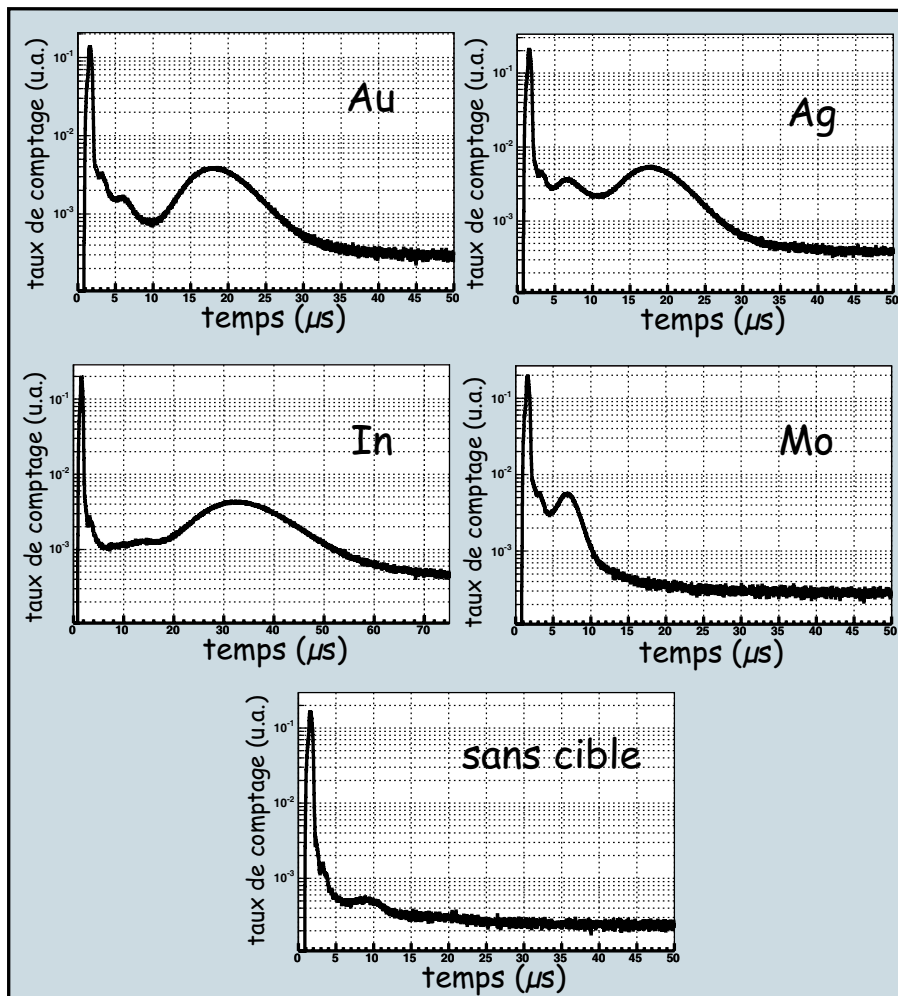 taux de comptage (u.a.)
10⁻¹
10⁻²
10⁻³
Au
0 5 10 15 20 25 30 35 40 45 50
temps (µs)
taux de comptage (u.a.)
10⁻¹
10⁻²
10⁻³
Ag
0 5 10 15 20 25 30 35 40 45 50
temps (µs)
taux de comptage (u.a.)
10⁻¹
10⁻²
10⁻³
In
0 10 20 30 40 50 60 70
temps (µs)
taux de comptage (u.a.)
10⁻¹
10⁻²
10⁻³
Mo
0 5 10 15 20 25 30 35 40 45 50
temps (µs)
taux de comptage (u.a.)
10⁻¹
10⁻²
10⁻³
sans cible
0 5 10 15 20 25 30 35 40 45 50
temps (µs)